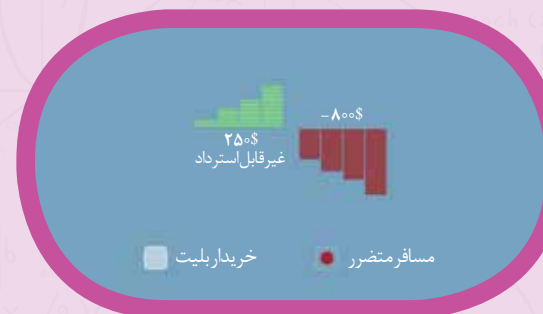 -۸۰۰$
۲۵۰$
غیرقابل‌استرداد
مسافر متضرر
خریدار بلیت